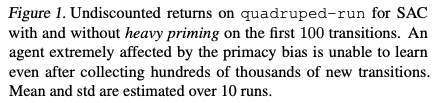 Figure 1. Undiscounted returns on quadruped-run for SAC
with and without heavy priming on the first 100 transitions. An
agent extremely affected by the primacy bias is unable to learn
even after collecting hundreds of thousands of new transitions.
Mean and std are estimated over 10 runs.